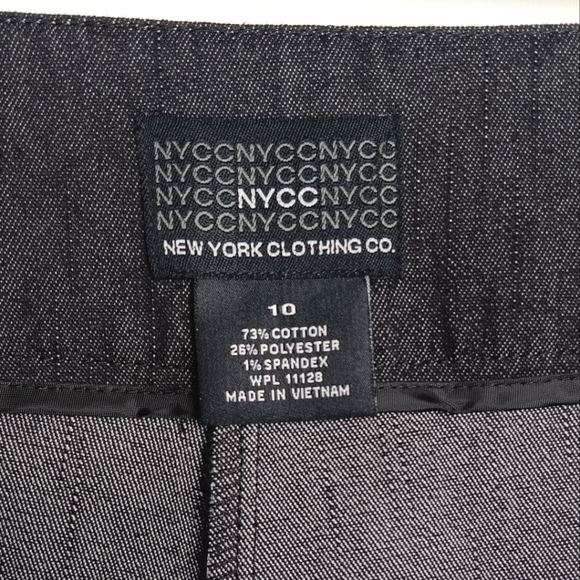 NYCCNYCCNYCC
NYCCNYCCNYCC
NYCCNYCCNYCC
NYCCNYCCNYCC
NEW YORK CLOTHING CO.
10
73% COTTON
26% POLYESTER
1% SPANDEX
WPL 11128
MADE IN VIETNAM